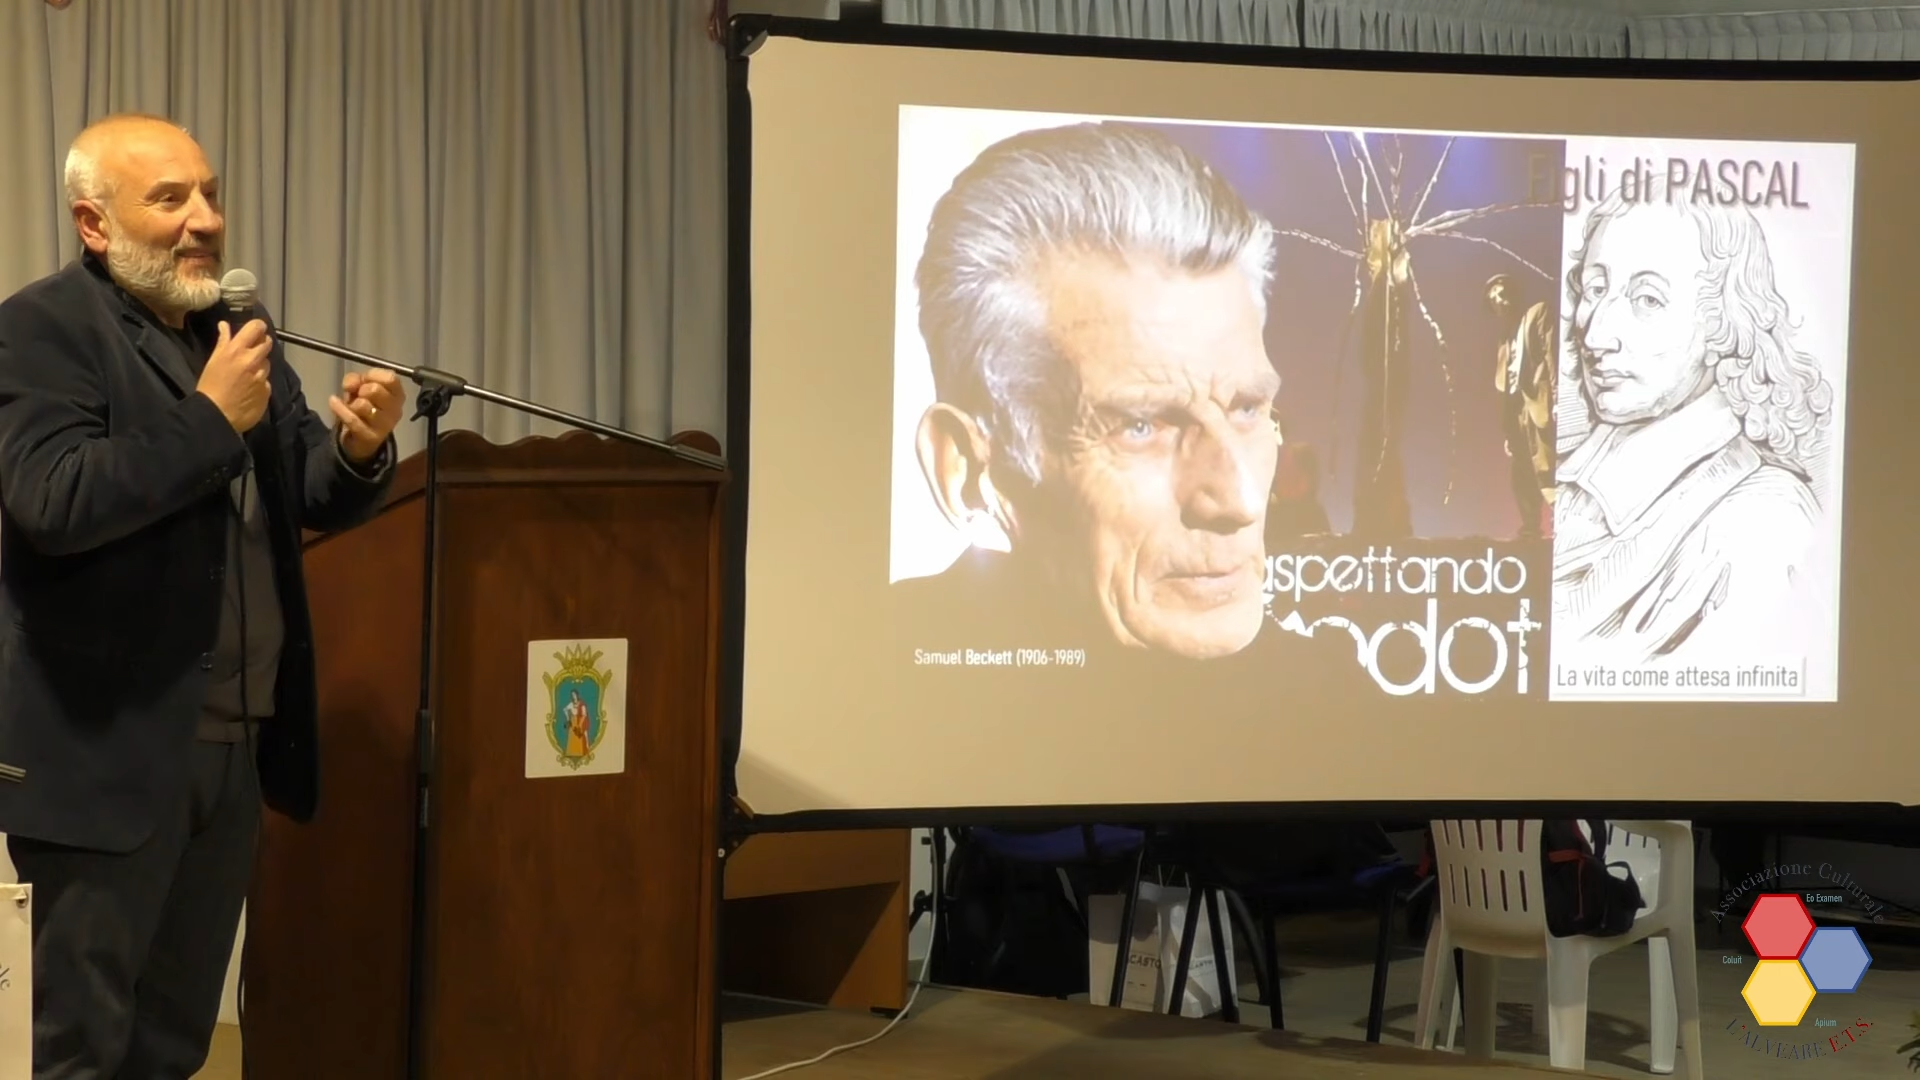 Figli di PASCAL
aspettando
Samuel Beckett (1906-1989)
La vita come attesa infinita
Associazione Culturale
Eo Examen
Coluit
Apium
L'ALVEARE E.T.S.